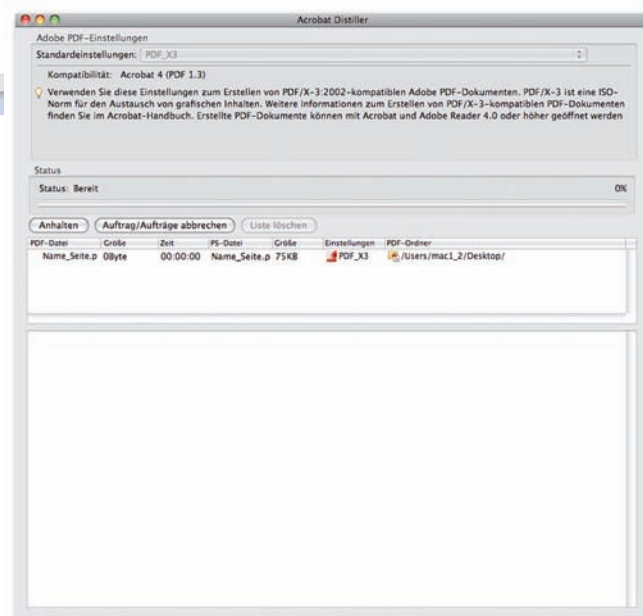 Acrobat Distiller
Adobe PDF-Einstellungen
Standardeinstellungen: PDF_X3
Kompatibilität: Acrobat 4 (PDF 1.3)
Verwenden Sie diese Einstellungen zum Erstellen von PDF/X-3:2002-kompatiblen Adobe PDF-Dokumenten. PDF/X-3 ist eine ISO-
Norm für den Austausch von grafischen Inhalten. Weitere Informationen zum Erstellen von PDF/X-3-kompatiblen PDF-Dokumenten
finden Sie im Acrobat-Handbuch. Erstellte PDF-Dokumente können mit Acrobat und Adobe Reader 4.0 oder höher geöffnet werden
Status
Status: Bereit 0%
Anhalten Auftrag/Aufträge abbrechen Liste löschen
PDF-Datei Größe Zeit PS-Datei Größe Einstellungen PDF-Ordner
Name_Seite.p 0Byte 00:00:00 Name_Seite.p 75KB PDF_X3 /Users/mac1_2/Desktop/